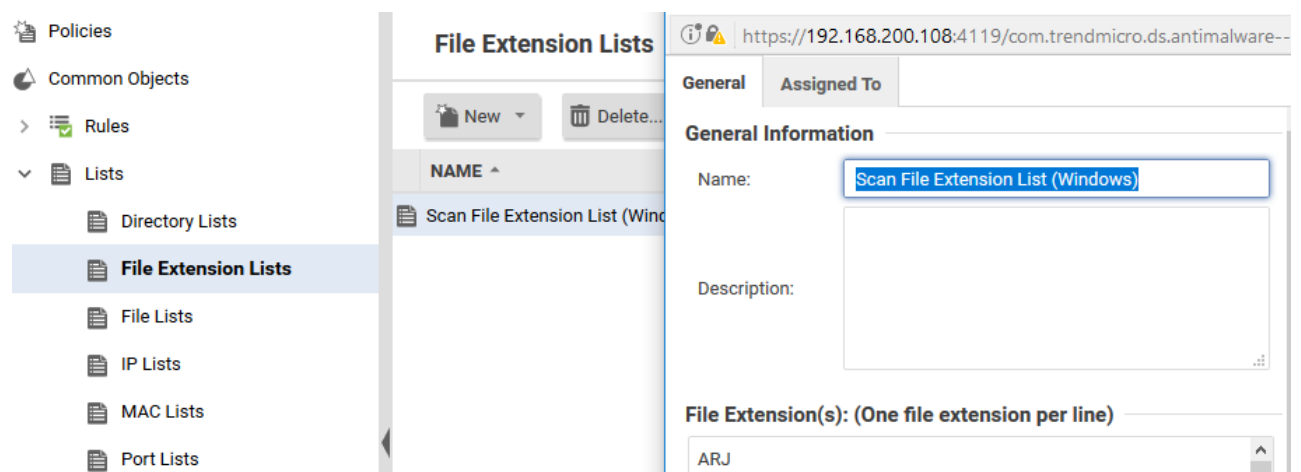 Policies
Common Objects
Rules
Lists
Directory Lists
File Extension Lists
File Lists
IP Lists
MAC Lists
Port Lists
File Extension Lists
New
Delete...
NAME
Scan File Extension List (Wind
https://192.168.200.108:4119/com.trendmicro.ds.antimalware--
General
Assigned To
General Information
Name:
Scan File Extension List (Windows)
Description:
File Extension(s): (One file extension per line)
ARJ